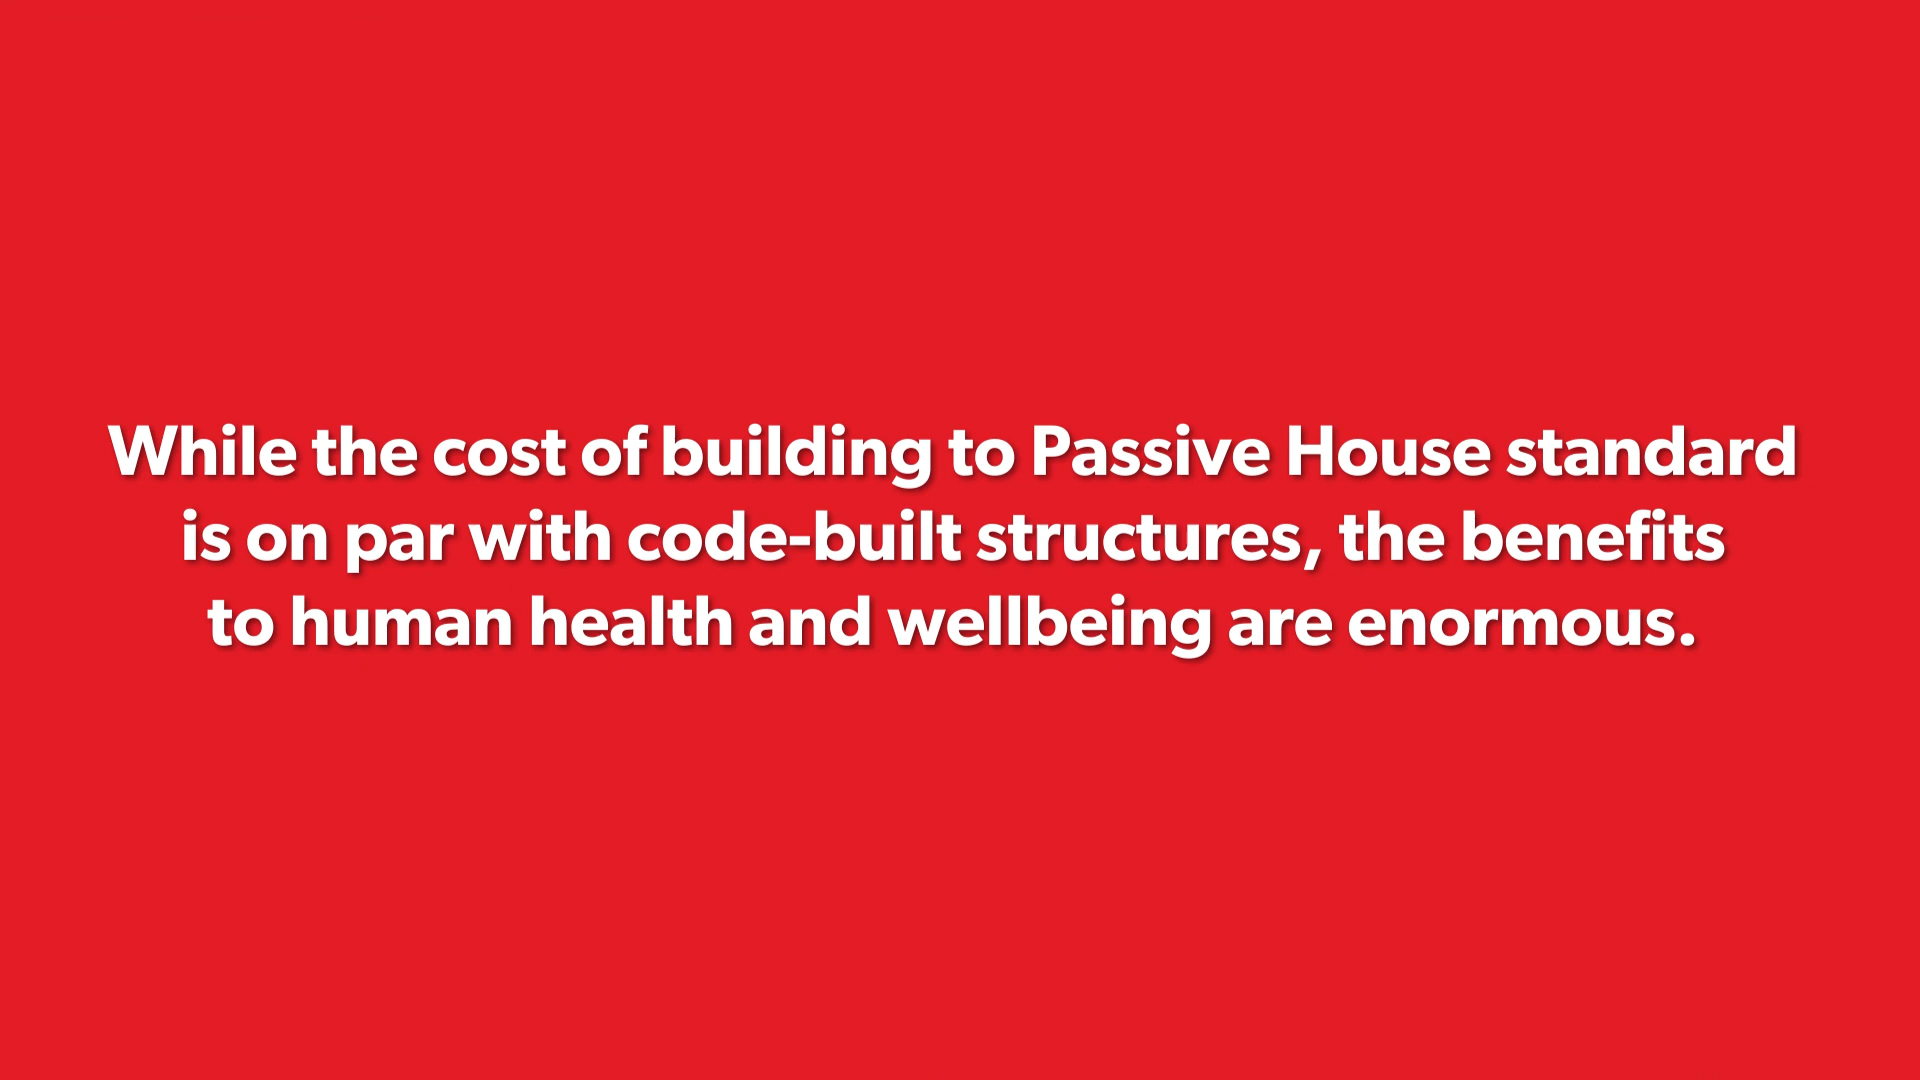 While the cost of building to Passive House standard
is on par with code-built structures, the benefits
to human health and wellbeing are enormous.